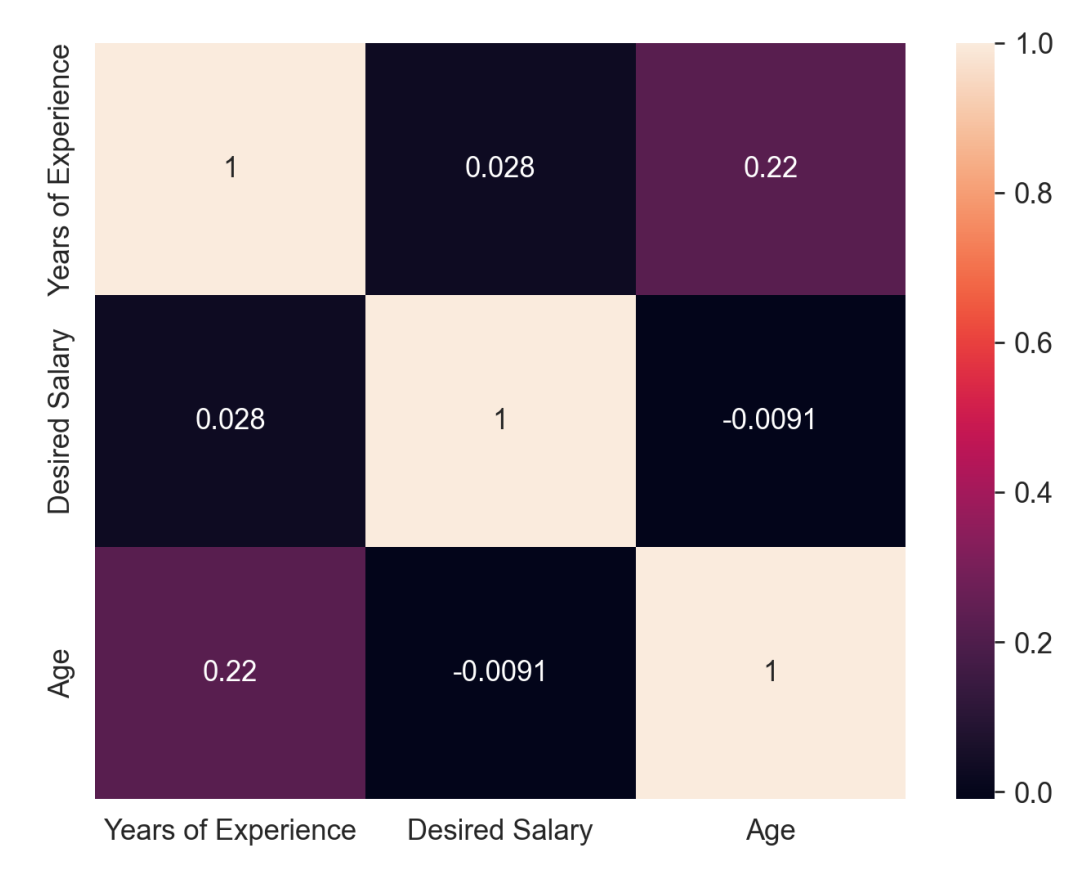 Years of Experience
1
0.028
0.22
Desired Salary
0.028
1
-0.0091
Age
0.22
-0.0091
1
Years of Experience
Desired Salary
Age
1.0
0.8
0.6
0.4
0.2
0.0